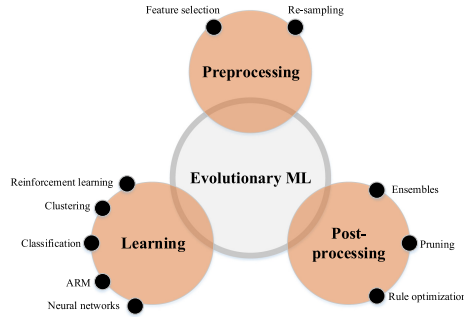 Feature selection
Re-sampling
Preprocessing
Evolutionary ML
Reinforcement learning
Clustering
Classification
ARM
Neural networks
Learning
Post-
processing
Ensembles
Pruning
Rule optimization